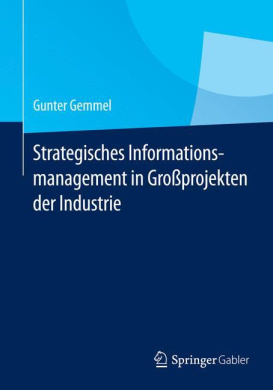 Gunter Gemmel
Strategisches Informations-
management in Großprojekten
der Industrie
Springer Gabler